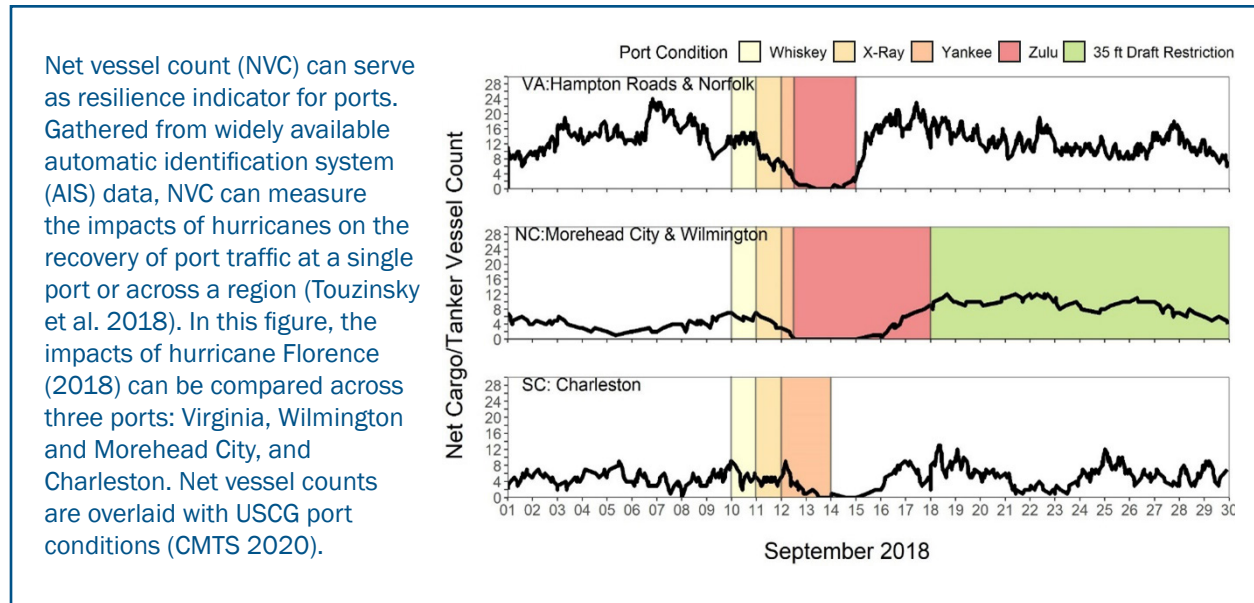 Net vessel count (NVC) can serve
as resilience indicator for ports.
Gathered from widely available
automatic identification system
(AIS) data, NVC can measure
the impacts of hurricanes on the
recovery of port traffic at a single
port or across a region (Touzinsky
et al. 2018). In this figure, the
impacts of hurricane Florence
(2018) can be compared across
three ports: Virginia, Wilmington
and Morehead City, and
Charleston. Net vessel counts
are overlaid with USCG port
conditions (CMTS 2020).
Port Condition Whiskey X-Ray Yankee Zulu 35 ft Draft Restriction
Net Cargo/Tanker Vessel Count
VA:Hampton Roads & Norfolk
28
24
20
16
12
8
4
0
NC:Morehead City & Wilmington
28
24
20
16
12
8
4
0
SC: Charleston
28
24
20
16
12
8
4
0
01 02 03 04 05 06 07 08 09 10 11 12 13 14 15 16 17 18 19 20 21 22 23 24 25 26 27 28 29 30
September 2018